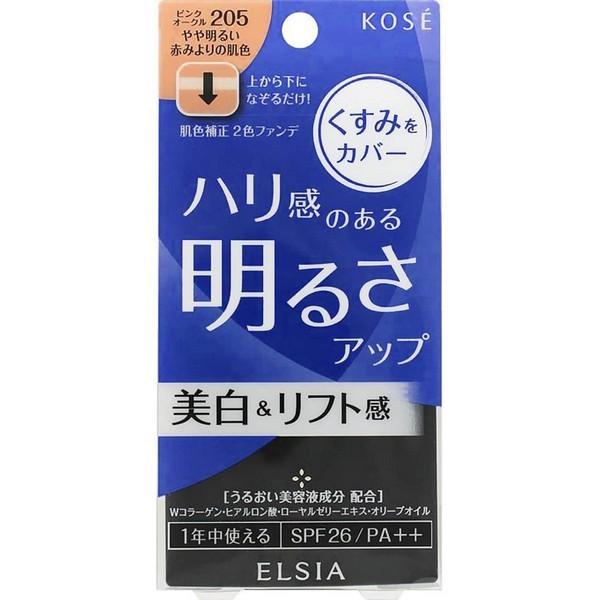 ピンク
オークル 205
やや明るい
赤みよりの肌色
KOSÉ
上から下に
なぞるだけ!
肌色補正 2色ファンデ
くすみを
カバー
ハリ感のある
明るさ
アップ
美白&リフト感
[うるおい美容液成分 配合]
Wコラーゲン・ヒアルロン酸・ローヤルゼリーエキス・オリーブオイル
1年中使える SPF26/PA++
ELSIA